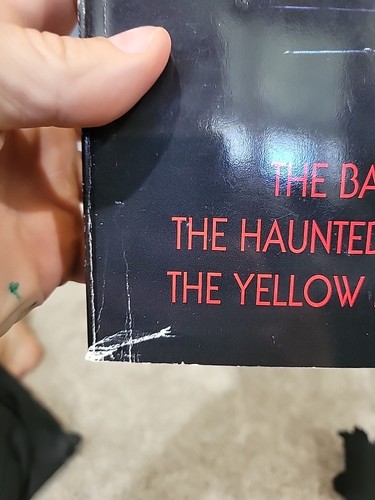 THE BA
THE HAUNTED
THE YELLOW